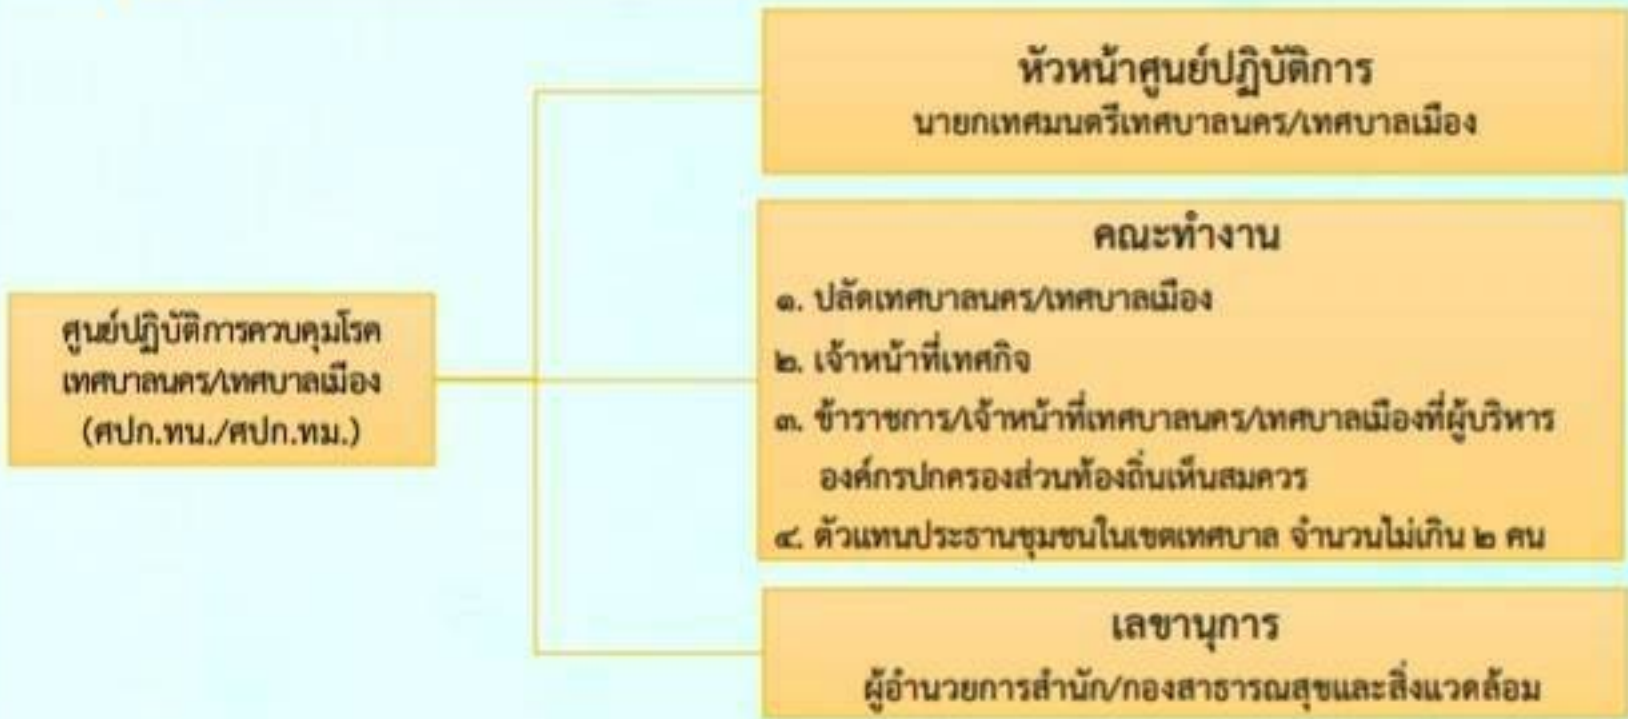 หัวหน้าศูนย์ปฏิบัติการ
นายกเทศมนตรีเทศบาลนคร/เทศบาลเมือง
ศูนย์ปฏิบัติการควบคุมโรค
เทศบาลนคร/เทศบาลเมือง
(ศปก.ทน./ศปก.ทม.)
คณะทำงาน
๑. ปลัดเทศบาลนคร/เทศบาลเมือง
๒. เจ้าหน้าที่เทศกิจ
๓. ข้าราชการ/เจ้าหน้าที่เทศบาลนคร/เทศบาลเมืองที่ผู้บริหาร
องค์กรปกครองส่วนท้องถิ่นเห็นสมควร
๔. ตัวแทนประธานชุมชนในเขตเทศบาล จำนวนไม่เกิน ๒ คน
เลขานุการ
ผู้อำนวยการสำนัก/กองสาธารณสุขและสิ่งแวดล้อม